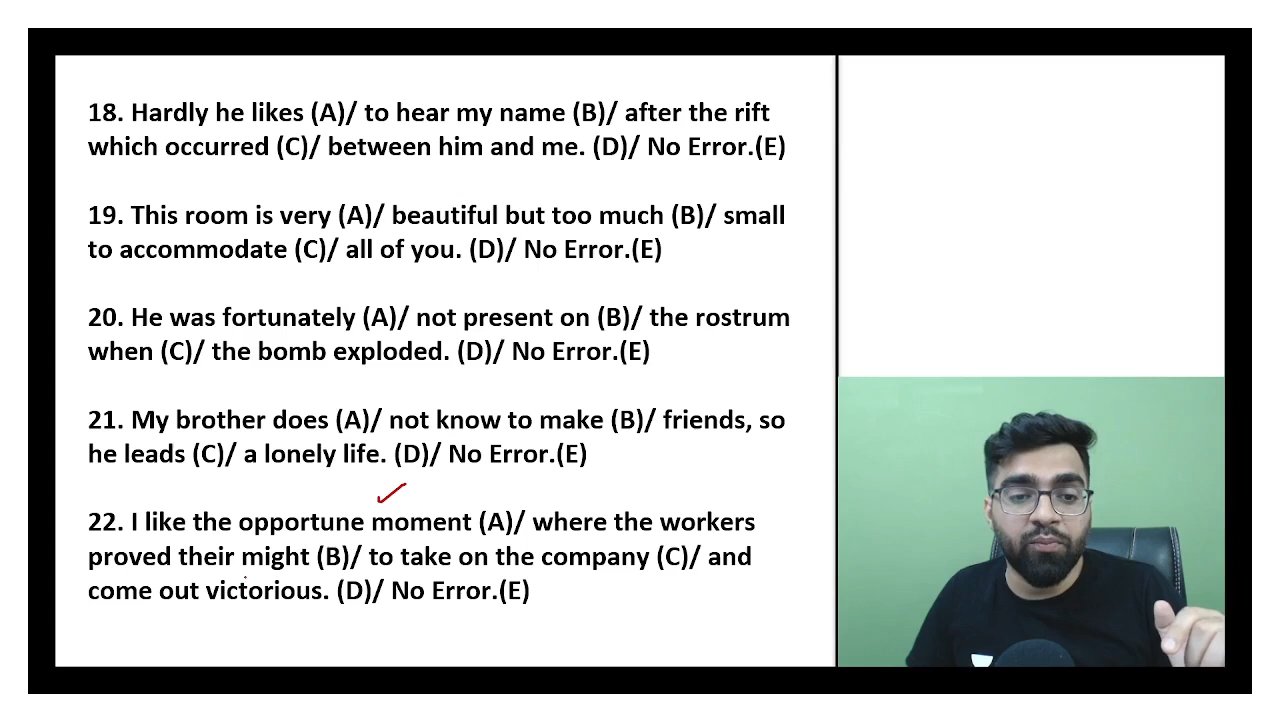 18. Hardly he likes (A)/ to hear my name (B)/ after the rift
which occurred (C)/ between him and me. (D)/ No Error.(E)
19. This room is very (A)/ beautiful but too much (B)/ small
to accommodate (C)/ all of you. (D)/ No Error.(E)
20. He was fortunately (A)/ not present on (B)/ the rostrum
when (C)/ the bomb exploded. (D)/ No Error.(E)
21. My brother does (A)/ not know to make (B)/ friends, so
he leads (C)/ a lonely life. (D)/ No Error.(E)
22. I like the opportune moment (A)/ where the workers
proved their might (B)/ to take on the company (C)/ and
come out victorious. (D)/ No Error.(E)